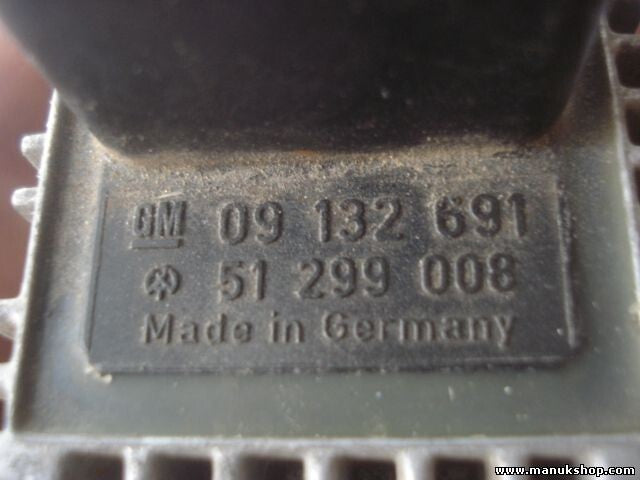 GM 09 132 691
51 299 008
Made in Germany
www.manukshop.com